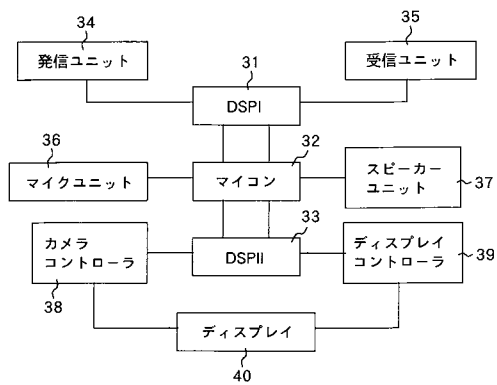 34
発信ユニット
35
受信ユニット
31
DSPI
36
マイクユニット
32
マイコン
スピーカー
ユニット
37
33
DSPII
カメラ
コントローラ
38
ディスプレイ
コントローラ
39
ディスプレイ
40